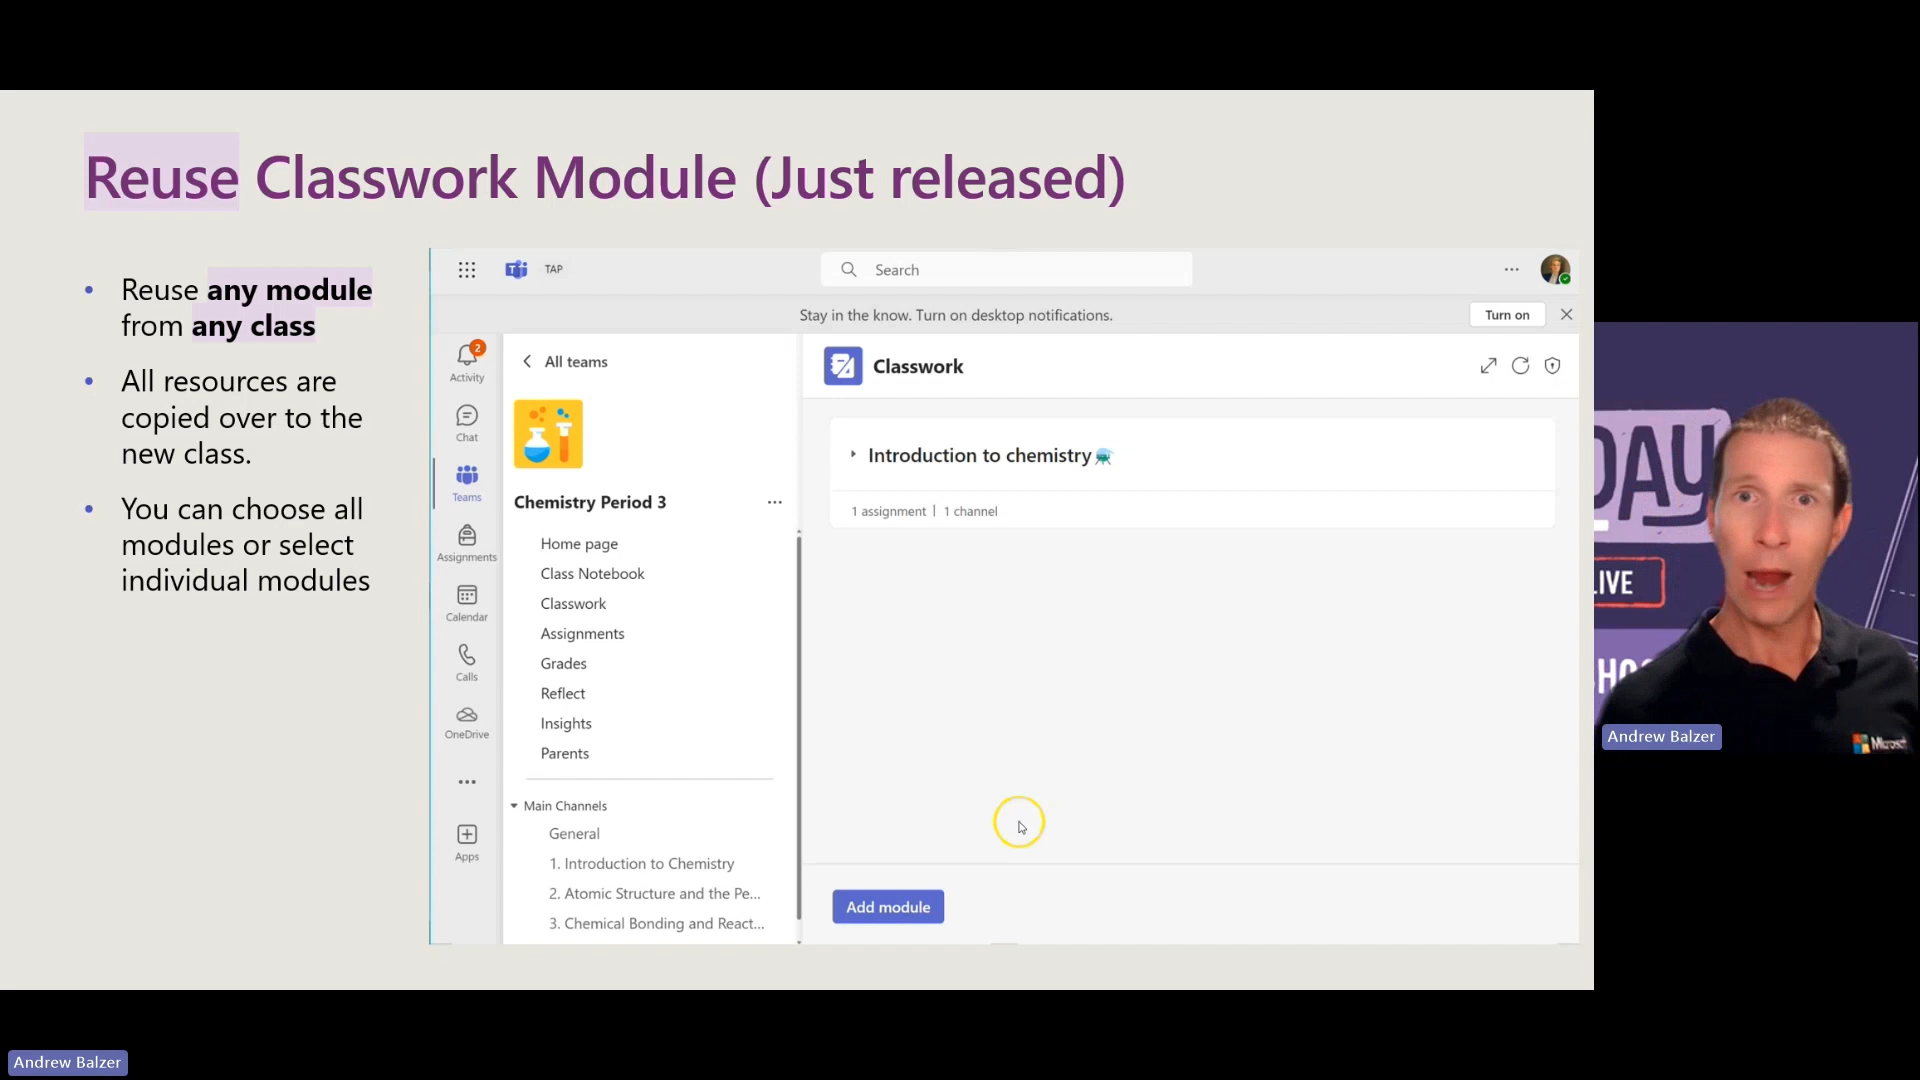 Reuse Classwork Module (Just released)
• Reuse any module
from any class
• All resources are
copied over to the
new class.
• You can choose all
modules or select
individual modules
TAP
Search
Stay in the know. Turn on desktop notifications.
Turn on
2
Activity
Chat
Teams
Assignments
Calendar
Calls
OneDrive
Apps
All teams
Chemistry Period 3
Home page
Class Notebook
Classwork
Assignments
Grades
Reflect
Insights
Parents
Main Channels
General
1. Introduction to Chemistry
2. Atomic Structure and the Pe...
3. Chemical Bonding and React...
Classwork
Introduction to chemistry
1 assignment | 1 channel
Add module
DAY
LIVE
Andrew Balzer
Microsoft
Andrew Balzer